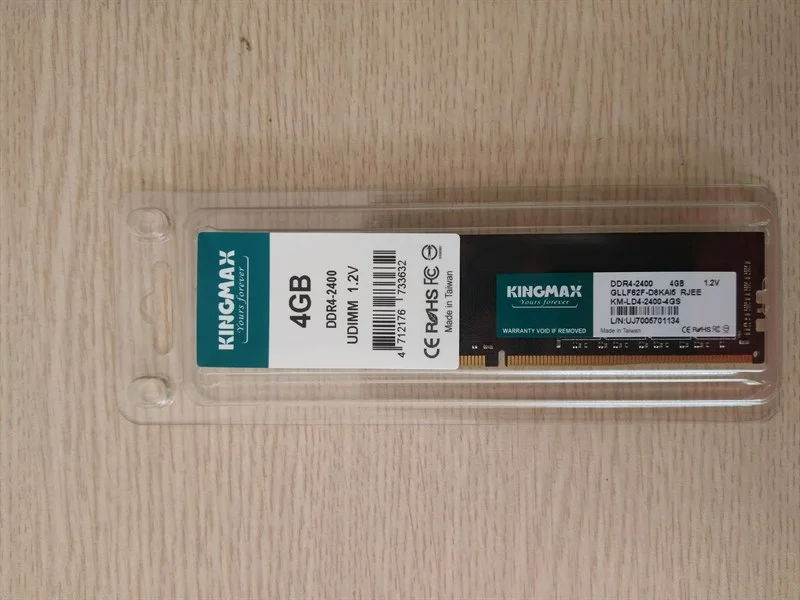 KINGMAX
Yours forever
4GB
DDR4-2400
UDIMM 1.2V
4 712176 733632
CE RoHS FC
Made in Taiwan
KINGMAX
Yours forever
WARRANTY VOID IF REMOVED
DDR4-2400 4GB 1.2V
GLLF62F-D8KAI5 RJEE
KM-LD4-2400-4GS
L/N:UJ7005701134
Made in Taiwan
CE RoHS FC